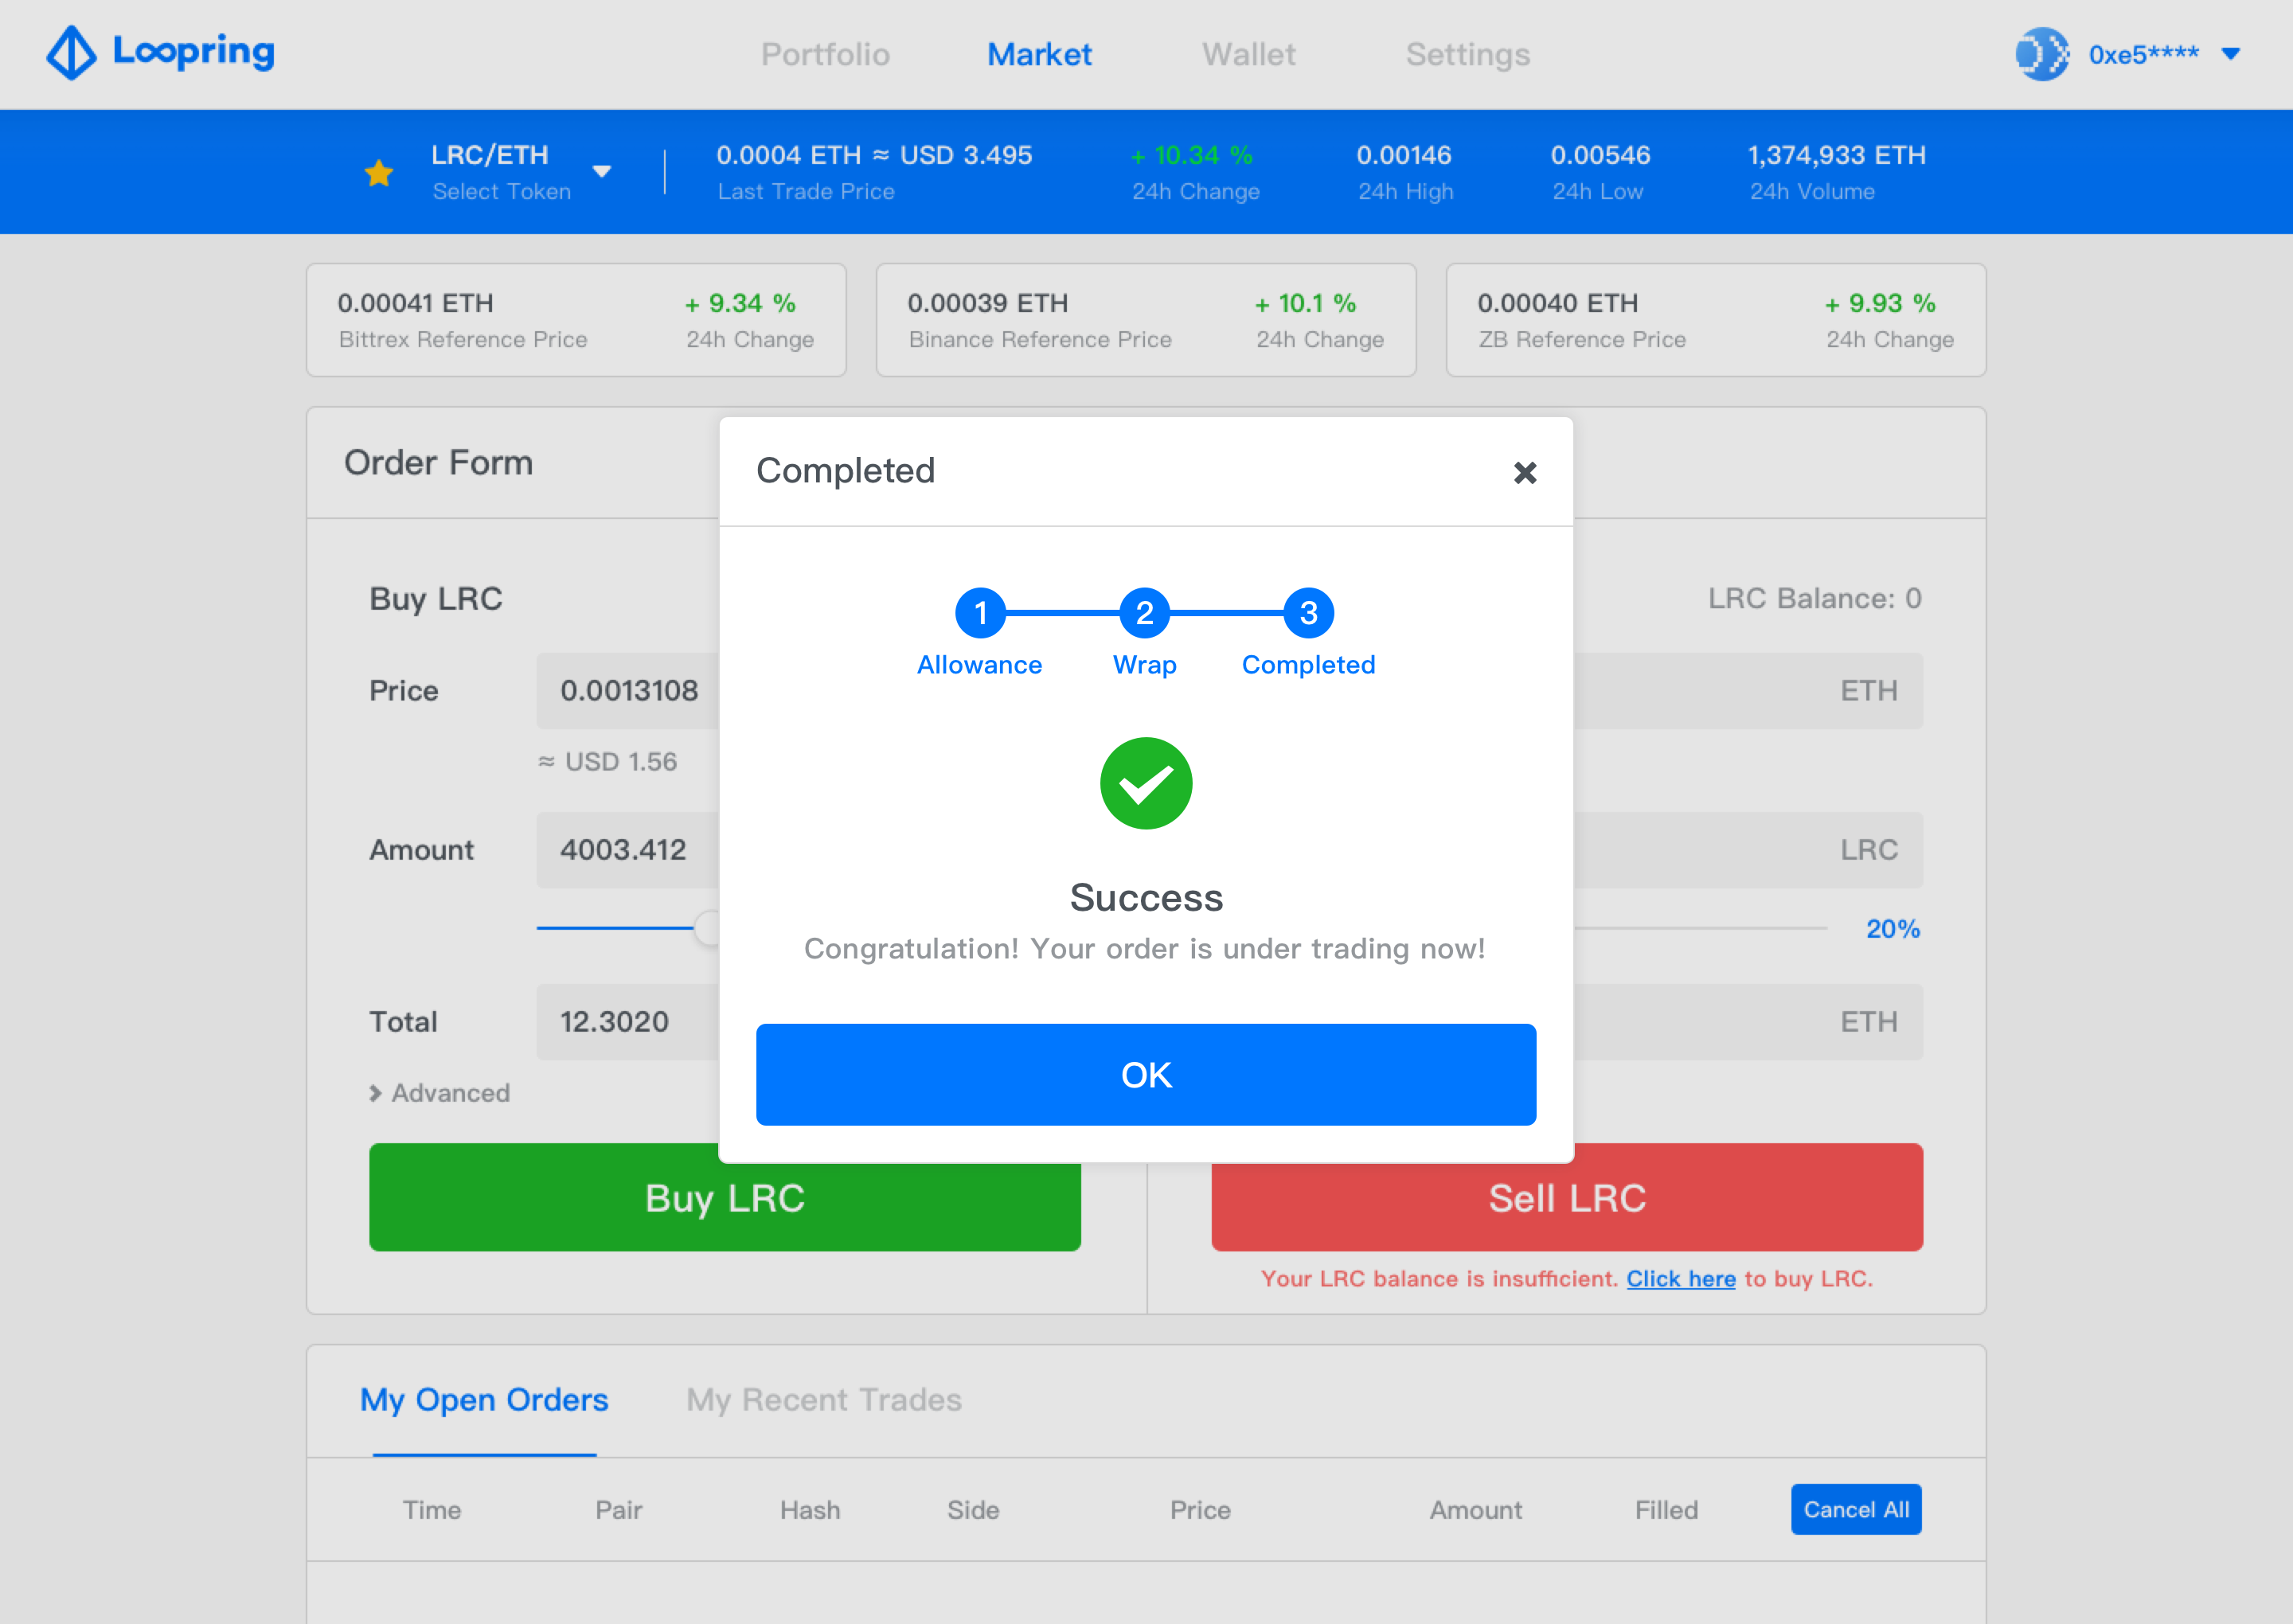 Loopring
Portfolio Market Wallet Settings
0xe5****
LRC/ETH
Select Token
0.0004 ETH ≈ USD 3.495
Last Trade Price
+ 10.34 %
24h Change
0.00146
24h High
0.00546
24h Low
1,374,933 ETH
24h Volume
0.00041 ETH
Bittrex Reference Price
+ 9.34 %
24h Change
0.00039 ETH
Binance Reference Price
+ 10.1 %
24h Change
0.00040 ETH
ZB Reference Price
+ 9.93 %
24h Change
Order Form
Completed
1 2 3
Allowance Wrap Completed
Success
Congratulation! Your order is under trading now!
OK
Buy LRC
LRC Balance: 0
Price 0.0013108
ETH
≈ USD 1.56
Amount 4003.412
LRC
20%
Total 12.3020
ETH
Advanced
Buy LRC
Sell LRC
Your LRC balance is insufficient. Click here to buy LRC.
My Open Orders My Recent Trades
Time Pair Hash Side Price Amount Filled Cancel All